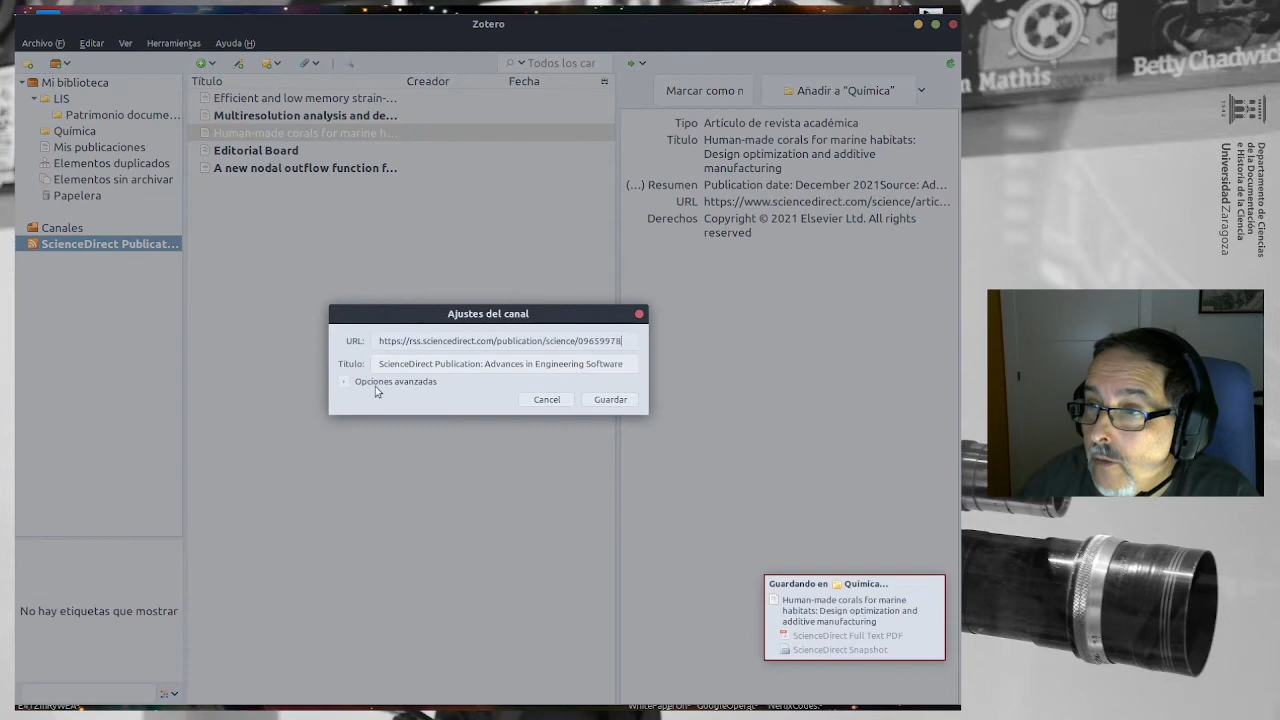 Zotero
Archivo (F) Editar Ver Herramientas Ayuda (H)
Todos los car
Marcar como n
Añadir a “Química”
Mi biblioteca
LIS
Patrimonio docume...
Química
Mis publicaciones
Elementos duplicados
Elementos sin archivar
Papelera
Canales
ScienceDirect Publicat...
Título Creador Fecha
Efficient and low memory strain-...
Multiresolution analysis and de...
Human-made corals for marine h...
Editorial Board
A new nodal outflow function f...
Tipo Artículo de revista académica
Título Human-made corals for marine habitats:
Design optimization and additive
manufacturing
(...) Resumen Publication date: December 2021Source: Ad...
URL https://www.sciencedirect.com/science/artic...
Derechos Copyright © 2021 Elsevier Ltd. All rights
reserved
Ajustes del canal
URL: https://rss.sciencedirect.com/publication/science/09659978
Título: ScienceDirect Publication: Advances in Engineering Software
Opciones avanzadas
Cancel Guardar
Guardando en Química...
Human-made corals for marine
habitats: Design optimization and
additive manufacturing
ScienceDirect Full Text PDF
ScienceDirect Snapshot
No hay etiquetas que mostrar
Mathis
Betty Chadwick
1542
Departamento de Ciencias
de la Documentación
e Historia de la Ciencia
Universidad Zaragoza